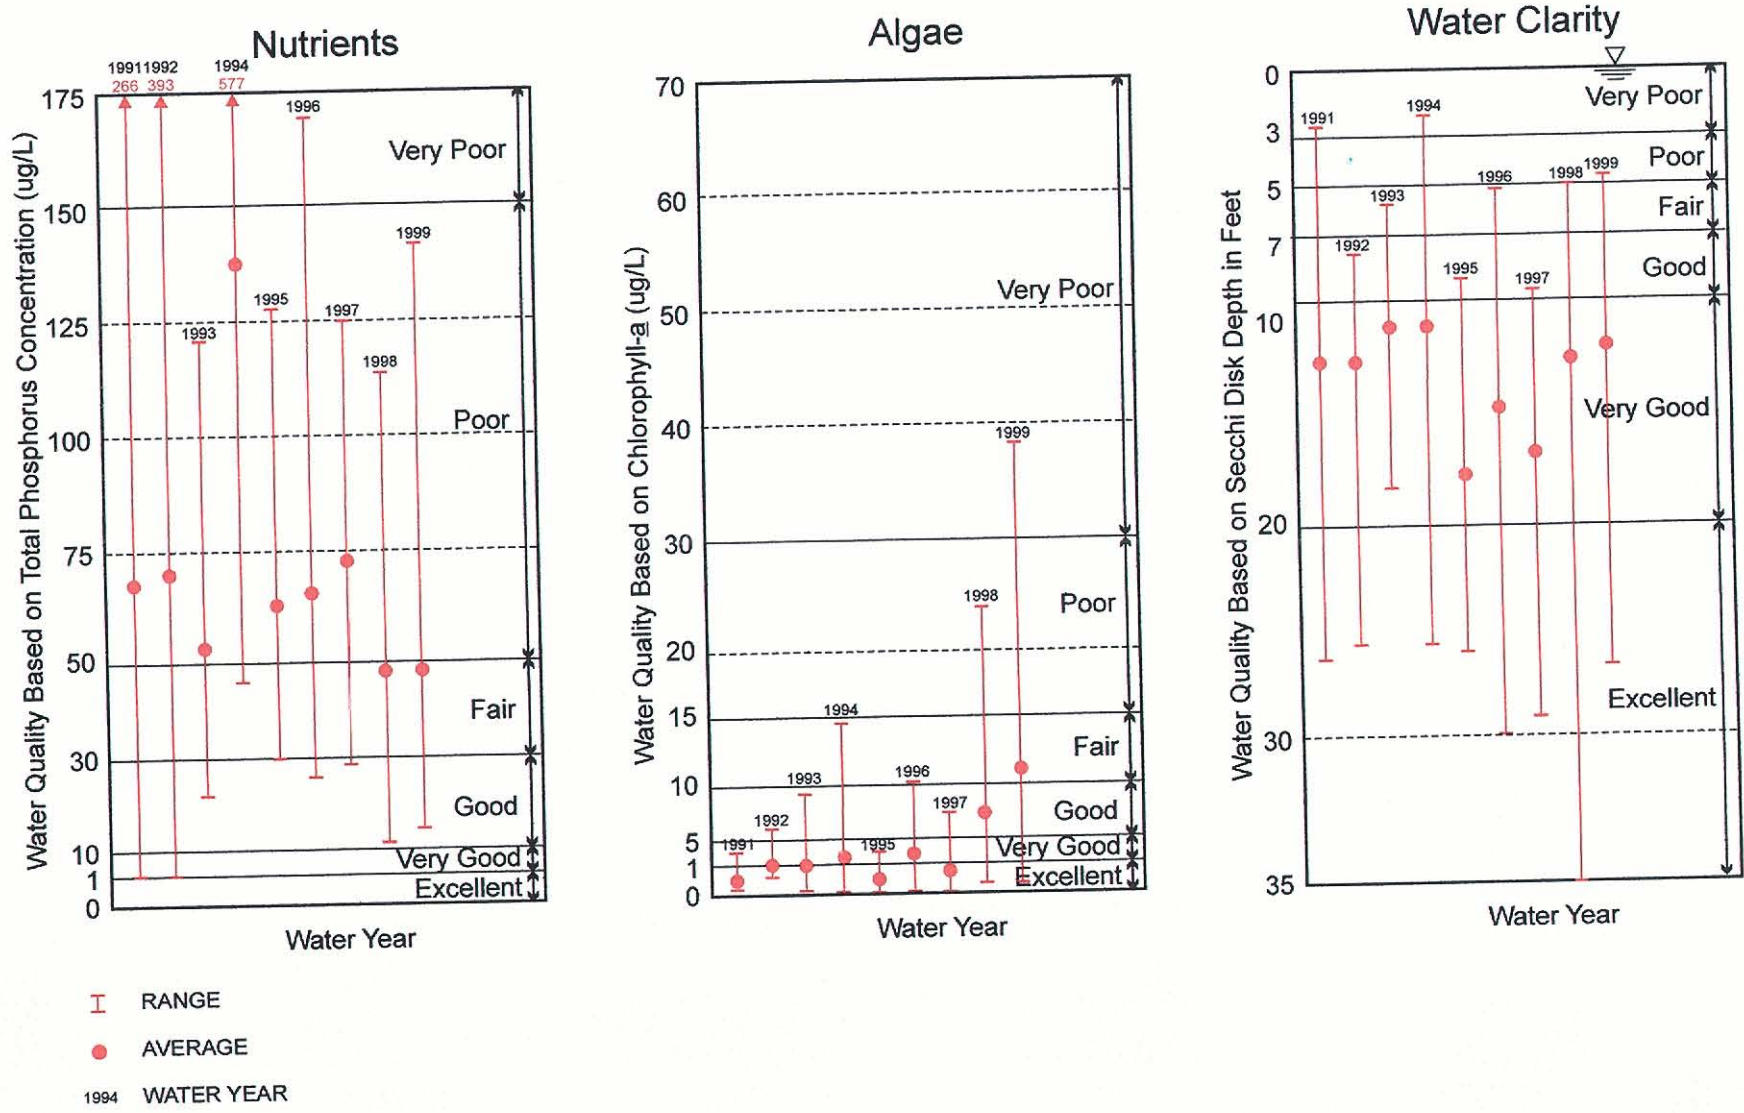 Nutrients
Water Quality Based on Total Phosphorus Concentration (ug/L)
1991 1992 1994
266 393 577
175
150
125
100
75
50
30
10
1
0
1996
1999
1995
1997
1993
1998
Very Poor
Poor
Fair
Good
Very Good
Excellent
Water Year
Algae
Water Quality Based on Chlorophyll-a (ug/L)
70
60
50
40
30
20
15
10
5
1
0
1999
1998
1994
1993
1996
1997
1992
1991
1995
Very Poor
Poor
Fair
Good
Very Good
Excellent
Water Year
Water Clarity
Water Quality Based on Secchi Disk Depth in Feet
0
3
5
7
10
20
30
35
1994
1991
1999
1998
1996
1993
1992
1995
1997
Very Poor
Poor
Fair
Good
Very Good
Excellent
Water Year
RANGE
AVERAGE
1994 WATER YEAR